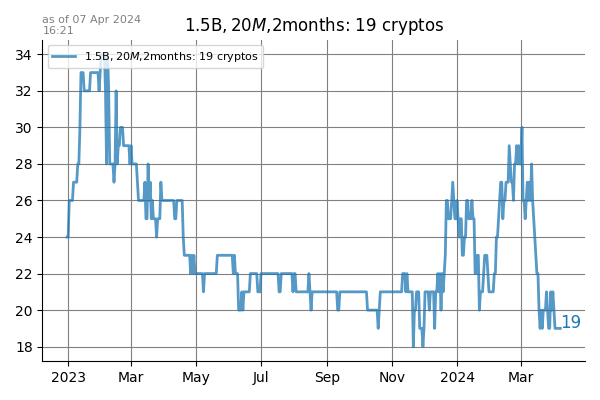 as of 07 Apr 2024
16:21
1.5B, 20M,2months: 19 cryptos
1.5B, 20M,2months: 19 cryptos
34
32
30
28
26
24
22
20
18
19
2023 Mar May Jul Sep Nov 2024 Mar